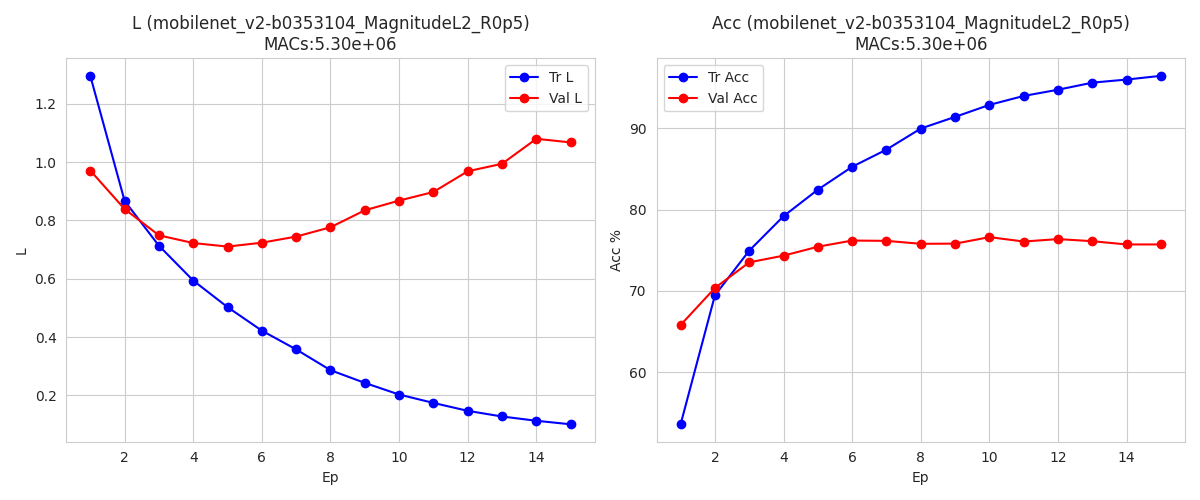 L (mobilenet_v2-b0353104_MagnitudeL2_R0p5)
MACs:5.30e+06
Tr L
Val L
1.2
1.0
0.8
0.6
0.4
0.2
L
2 4 6 8 10 12 14
Ep
Acc (mobilenet_v2-b0353104_MagnitudeL2_R0p5)
MACs:5.30e+06
Tr Acc
Val Acc
90
80
70
60
Acc %
2 4 6 8 10 12 14
Ep